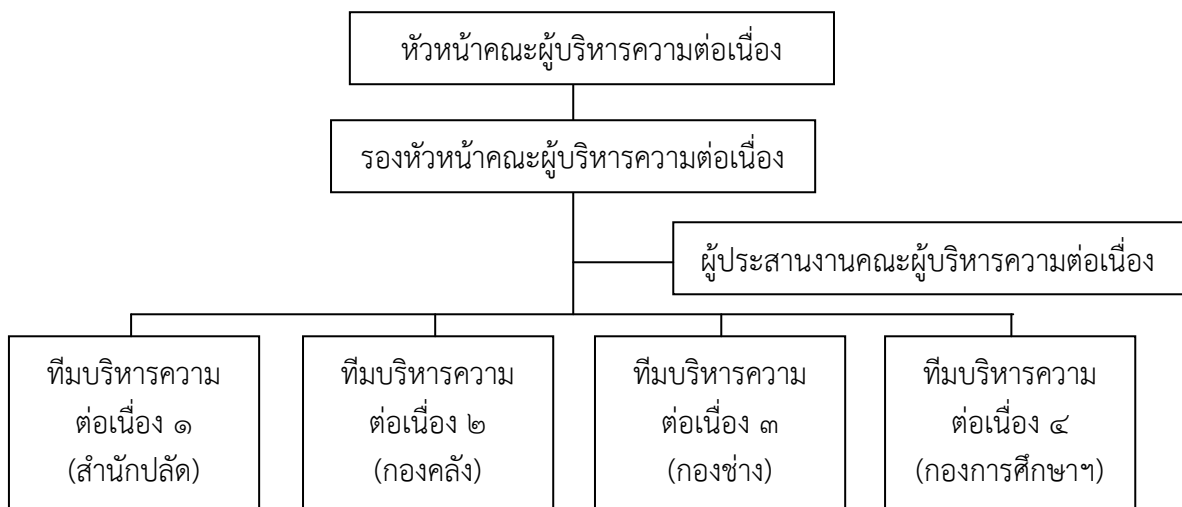 หัวหน้าคณะผู้บริหารความต่อเนื่อง
รองหัวหน้าคณะผู้บริหารความต่อเนื่อง
ผู้ประสานงานคณะผู้บริหารความต่อเนื่อง
ทีมบริหารความ
ต่อเนื่อง ๑
(สำนักปลัด)
ทีมบริหารความ
ต่อเนื่อง ๒
(กองคลัง)
ทีมบริหารความ
ต่อเนื่อง ๓
(กองช่าง)
ทีมบริหารความ
ต่อเนื่อง ๔
(กองการศึกษาฯ)